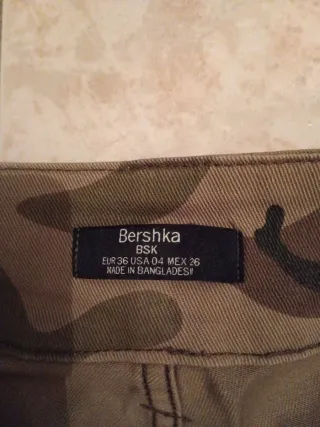 Bershka
BSK
EUR 36 USA 04 MEX 26
MADE IN BANGLADESH